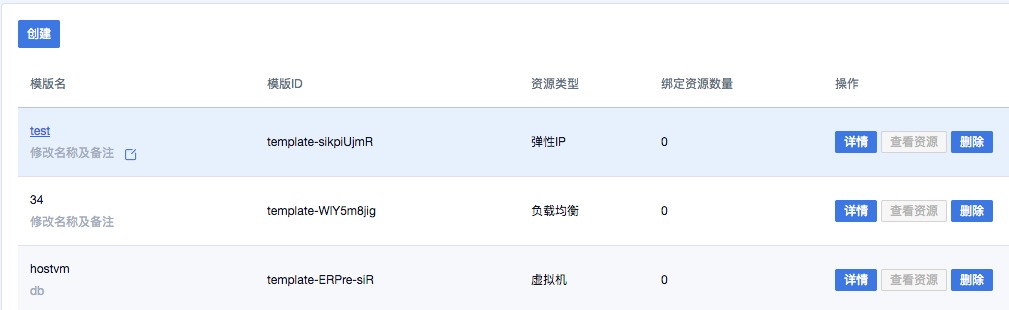 创建
模版名 模版ID 资源类型 绑定资源数量 操作
test
修改名称及备注
template-sikpiUjmR 弹性IP 0 详情 查看资源 删除
34
修改名称及备注
template-WlY5m8jig 负载均衡 0 详情 查看资源 删除
hostvm
db
template-ERPre-siR 虚拟机 0 详情 查看资源 删除